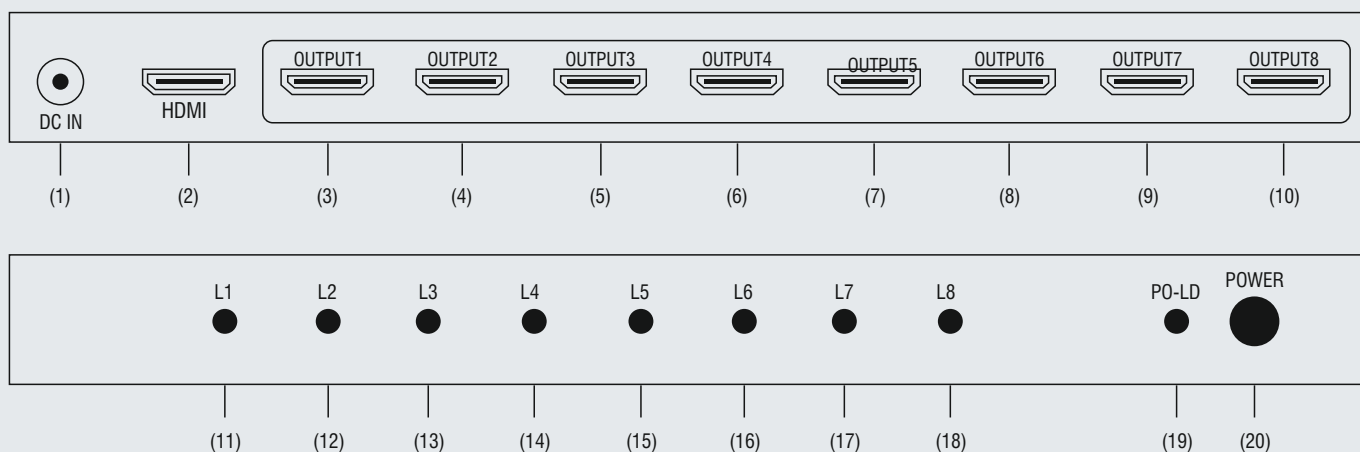 OUTPUT1 OUTPUT2 OUTPUT3 OUTPUT4 OUTPUT5 OUTPUT6 OUTPUT7 OUTPUT8
DC IN HDMI
(1) (2) (3) (4) (5) (6) (7) (8) (9) (10)
L1 L2 L3 L4 L5 L6 L7 L8 PO-LD POWER
(11) (12) (13) (14) (15) (16) (17) (18) (19) (20)